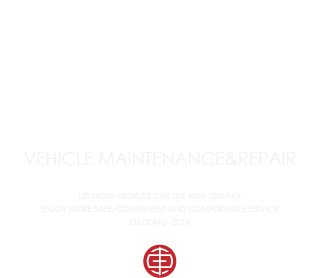 VEHICLE MAINTENANCE&REPAIR
LET MORE PEOPLE'S CAR LIFE WITH LESS PAY
ENJOY MORE SAFE, CONVENIENT AND COMFORTABLE SERVICE
DADONG · 2015